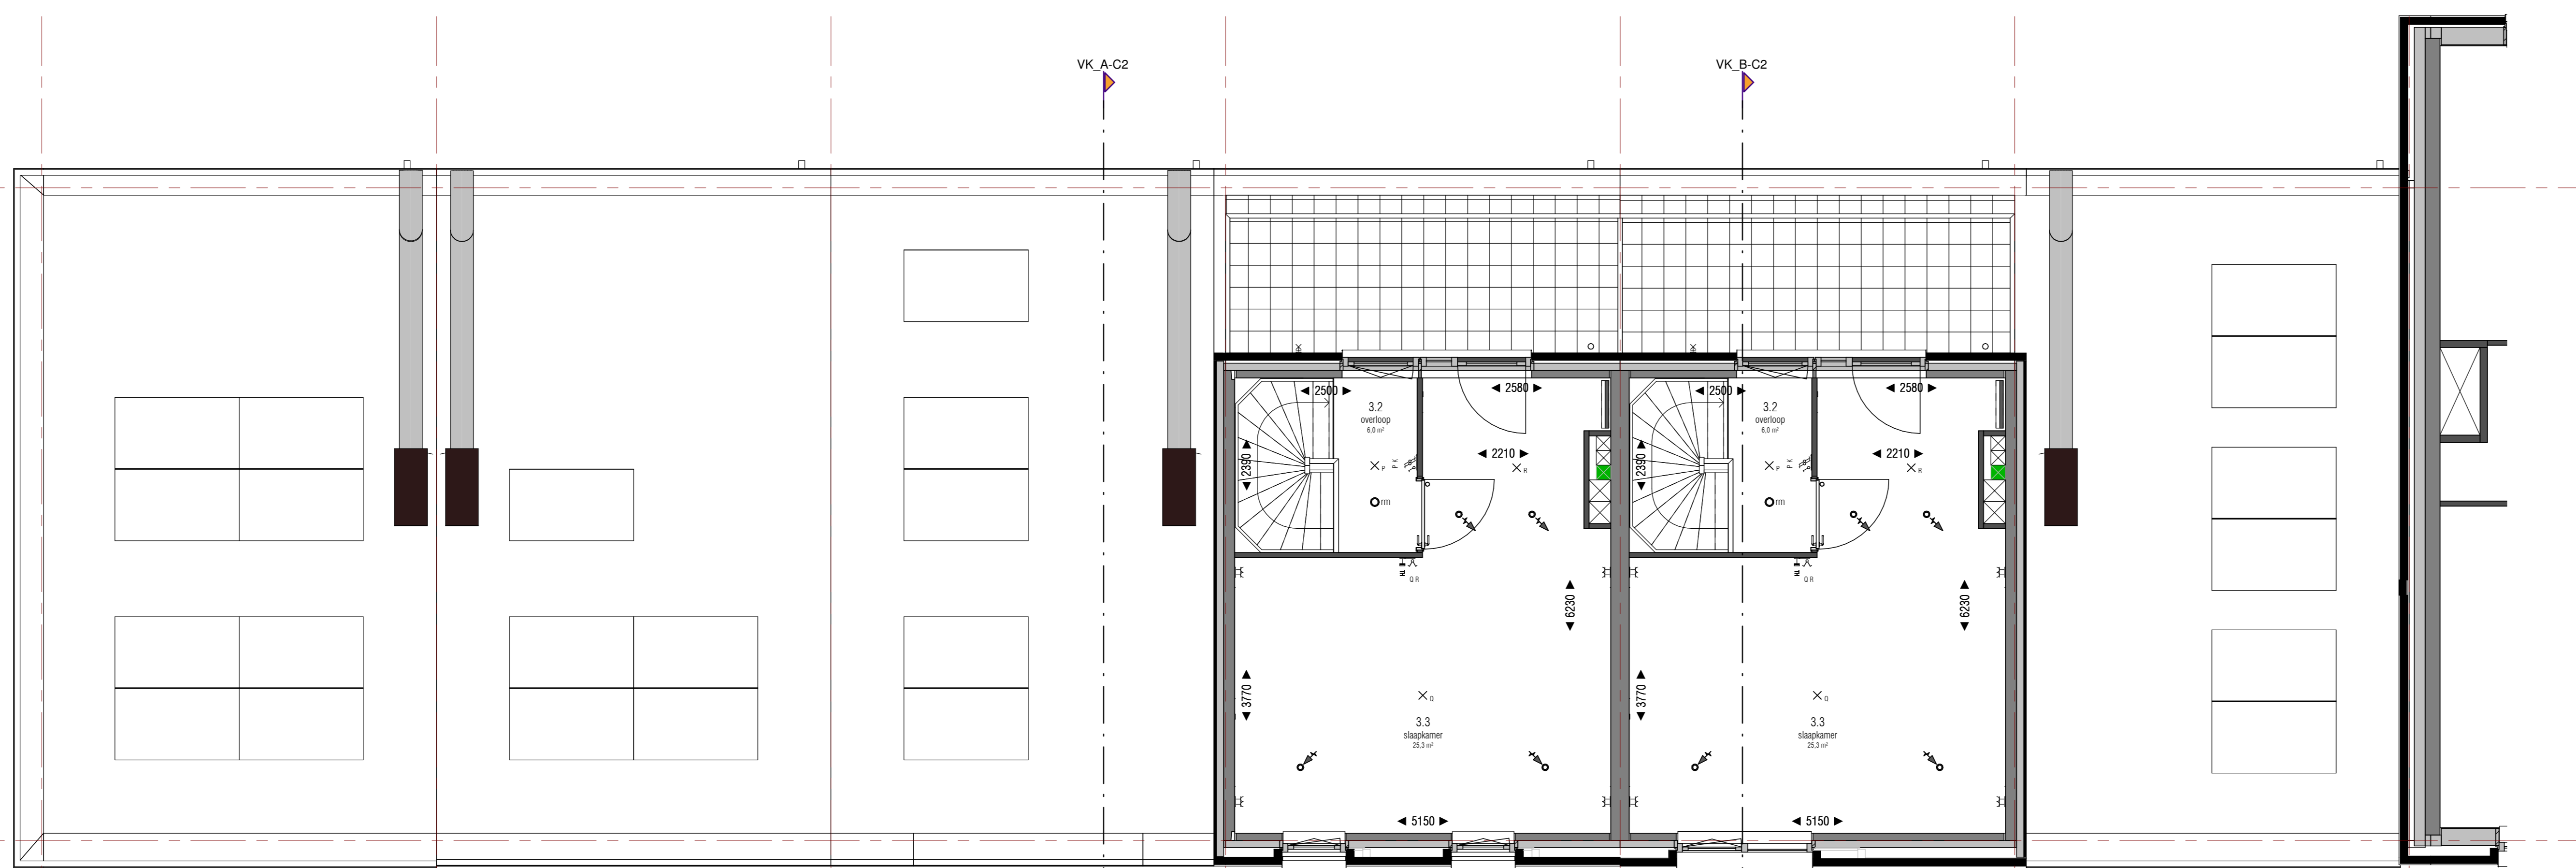 VK_A-C2
VK_B-C2
2500
2580
3.2
overloop
6,0 m²
2390
2210
P
P K
R
rm
Q R
6230
3770
Q
3.3
slaapkamer
25,3 m²
5150
2500
2580
3.2
overloop
6,0 m²
2390
2210
P
P K
R
rm
Q R
6230
3770
Q
3.3
slaapkamer
25,3 m²
5150